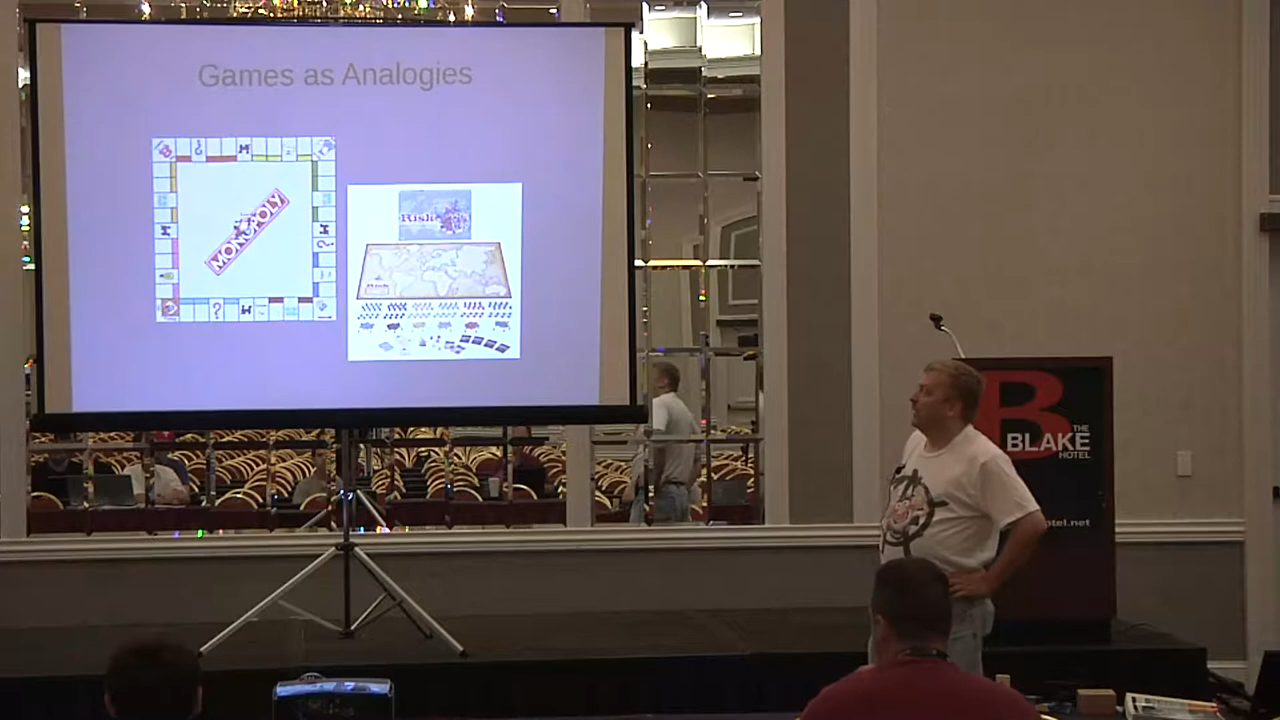 Games as Analogies
MONOPOLY
Risk
B
THE
BLAKE
HOTEL
otel.net